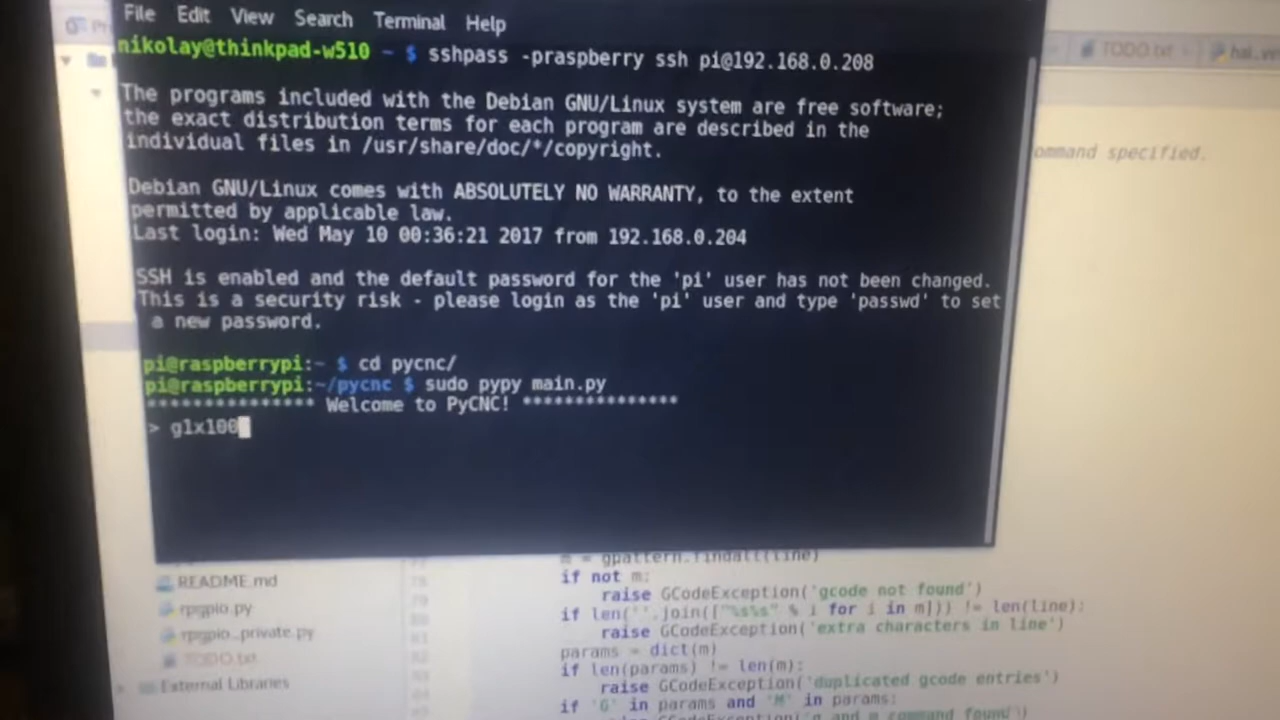 File Edit View Search Terminal Help
nikolay@thinkpad-w510 ~ $ sshpass -praspberry ssh pi@192.168.0.208
The programs included with the Debian GNU/Linux system are free software;
the exact distribution terms for each program are described in the
individual files in /usr/share/doc/*/copyright.
Debian GNU/Linux comes with ABSOLUTELY NO WARRANTY, to the extent
permitted by applicable law.
Last login: Wed May 10 00:36:21 2017 from 192.168.0.204
SSH is enabled and the default password for the 'pi' user has not been changed.
This is a security risk - please login as the 'pi' user and type 'passwd' to set
a new password.
pi@raspberrypi:~ $ cd pycnc/
pi@raspberrypi:~/pycnc $ sudo pypy main.py
*************** Welcome to PyCNC! ***************
> g1x100
TODO.txt
ommand specified.
README.md
rpgpio.py
rpgpio_private.py
TODO.txt
External Libraries
m = gpattern.findall(line)
if not m:
raise GCodeException('gcode not found')
if len(''.join(["%s%s" % i for i in m])) != len(line):
raise GCodeException('extra characters in line')
params = dict(m)
if len(params) != len(m):
raise GCodeException('duplicated gcode entries')
if 'G' in params and 'M' in params: